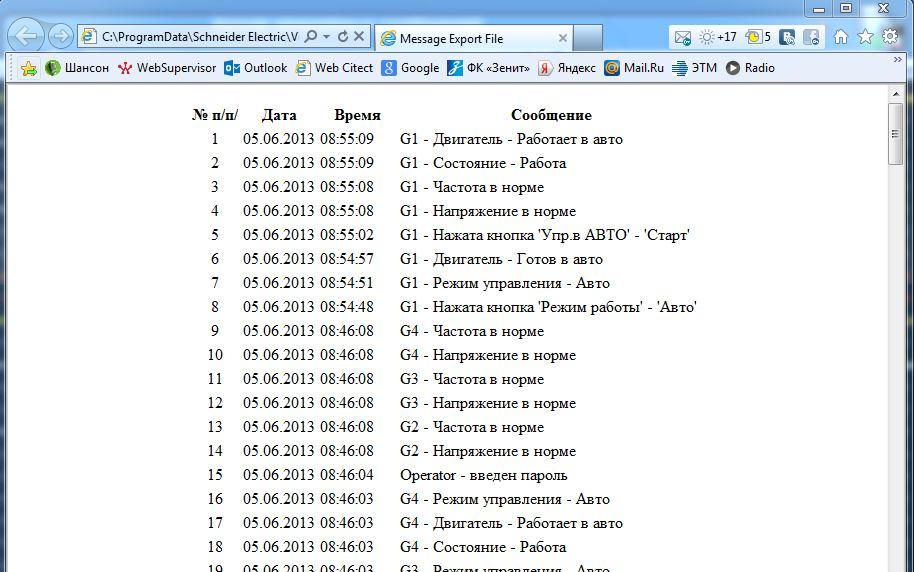 C:\ProgramData\Schneider Electric\V
Message Export File
+17
5
Шансон WebSupervisor Outlook Web Citect Google ФК «Зенит» Яндекс Mail.Ru ЭТМ Radio
№ п/п/ Дата Время Сообщение
1 05.06.2013 08:55:09 G1 - Двигатель - Работает в авто
2 05.06.2013 08:55:09 G1 - Состояние - Работа
3 05.06.2013 08:55:08 G1 - Частота в норме
4 05.06.2013 08:55:08 G1 - Напряжение в норме
5 05.06.2013 08:55:02 G1 - Нажата кнопка 'Упр.в АВТО' - 'Старт'
6 05.06.2013 08:54:57 G1 - Двигатель - Готов в авто
7 05.06.2013 08:54:51 G1 - Режим управления - Авто
8 05.06.2013 08:54:48 G1 - Нажата кнопка 'Режим работы' - 'Авто'
9 05.06.2013 08:46:08 G4 - Частота в норме
10 05.06.2013 08:46:08 G4 - Напряжение в норме
11 05.06.2013 08:46:08 G3 - Частота в норме
12 05.06.2013 08:46:08 G3 - Напряжение в норме
13 05.06.2013 08:46:08 G2 - Частота в норме
14 05.06.2013 08:46:08 G2 - Напряжение в норме
15 05.06.2013 08:46:04 Operator - введен пароль
16 05.06.2013 08:46:03 G4 - Режим управления - Авто
17 05.06.2013 08:46:03 G4 - Двигатель - Работает в авто
18 05.06.2013 08:46:03 G4 - Состояние - Работа
19 05.06.2013 08:46:03 G3 - Режим управления - Авто